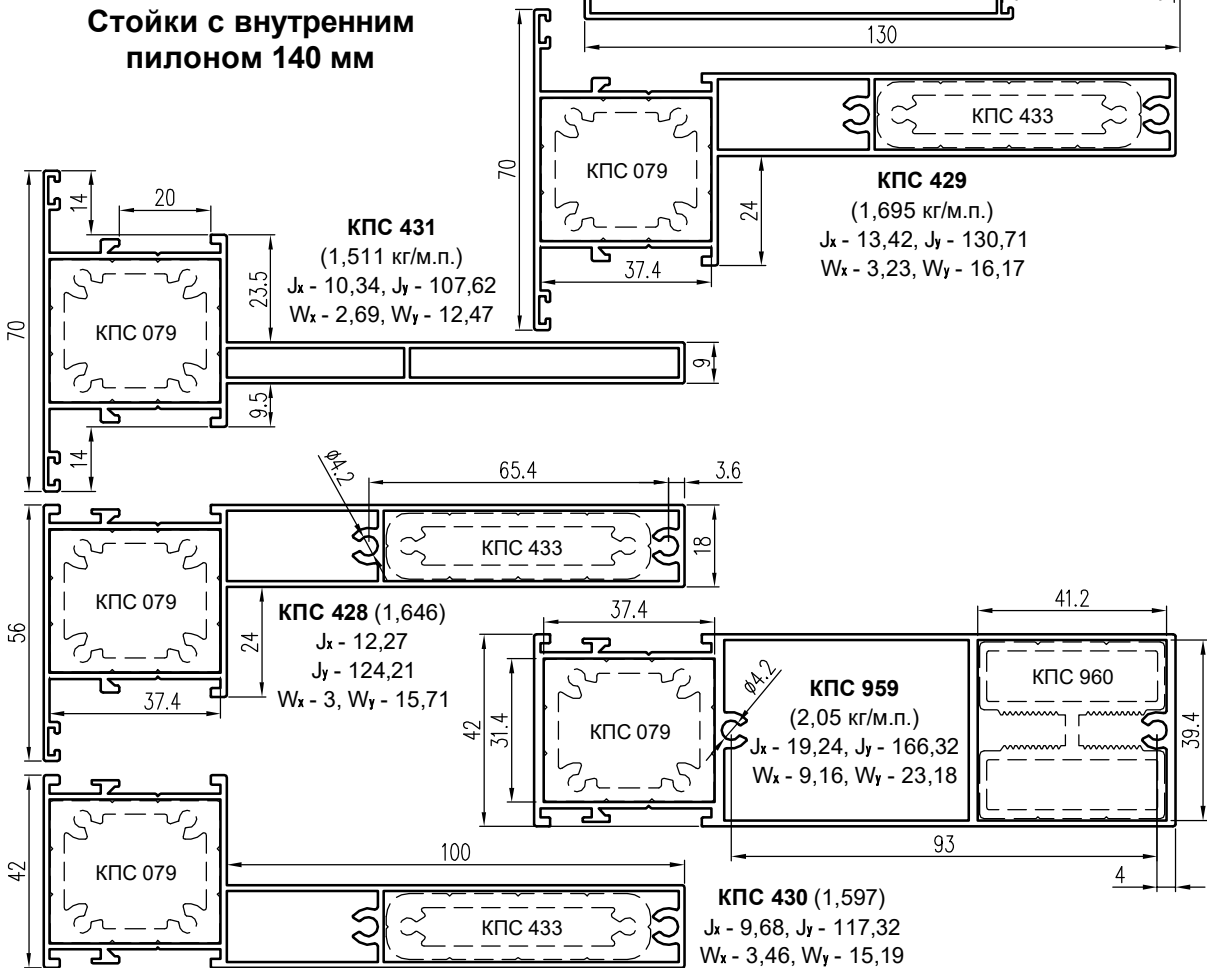 Стойки с внутренним
пилоном 140 мм
130
КПС 433
КПС 079
70
24
37.4
КПС 429
(1,695 кг/м.п.)
Jx - 13,42, Jy - 130,71
Wx - 3,23, Wy - 16,17
14
20
КПС 431
(1,511 кг/м.п.)
Jx - 10,34, Jy - 107,62
Wx - 2,69, Wy - 12,47
23.5
КПС 079
70
9
9.5
14
ø4.2
65.4
3.6
КПС 433
18
КПС 079
56
24
37.4
КПС 428 (1,646)
Jx - 12,27
Jy - 124,21
Wx - 3, Wy - 15,71
37.4
41.2
42
31.4
КПС 079
ø4.2
КПС 959
(2,05 кг/м.п.)
Jx - 19,24, Jy - 166,32
Wx - 9,16, Wy - 23,18
КПС 960
39.4
93
4
42
КПС 079
100
КПС 433
КПС 430 (1,597)
Jx - 9,68, Jy - 117,32
Wx - 3,46, Wy - 15,19